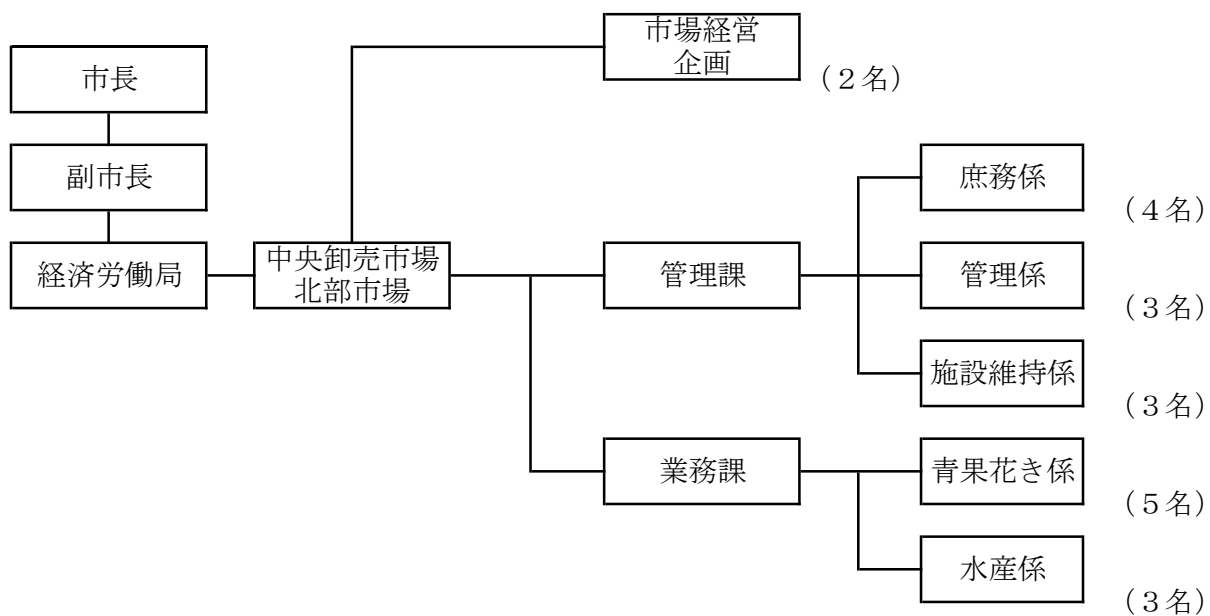 市場経営
企画
（２名）
市長
副市長
経済労働局
中央卸売市場
北部市場
管理課
業務課
庶務係
（４名）
管理係
（３名）
施設維持係
（３名）
青果花き係
（５名）
水産係
（３名）